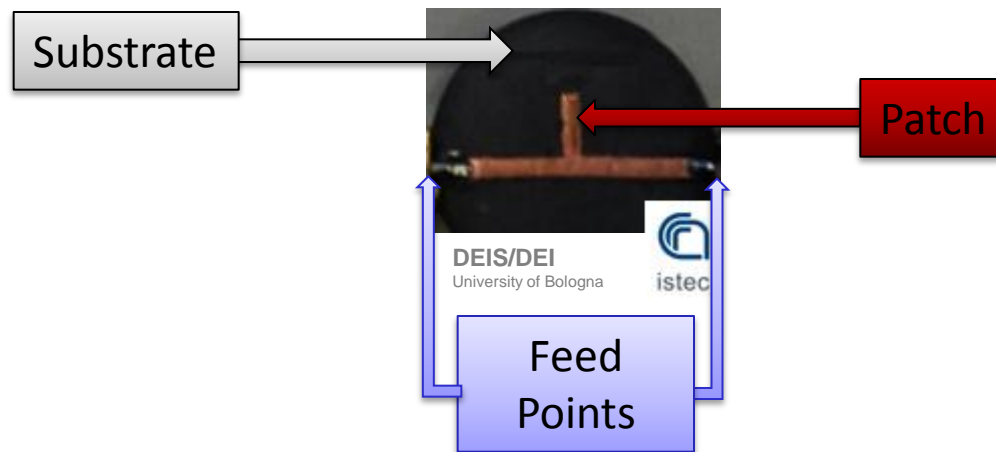 Substrate
Patch
DEIS/DEI
University of Bologna
istec
Feed
Points